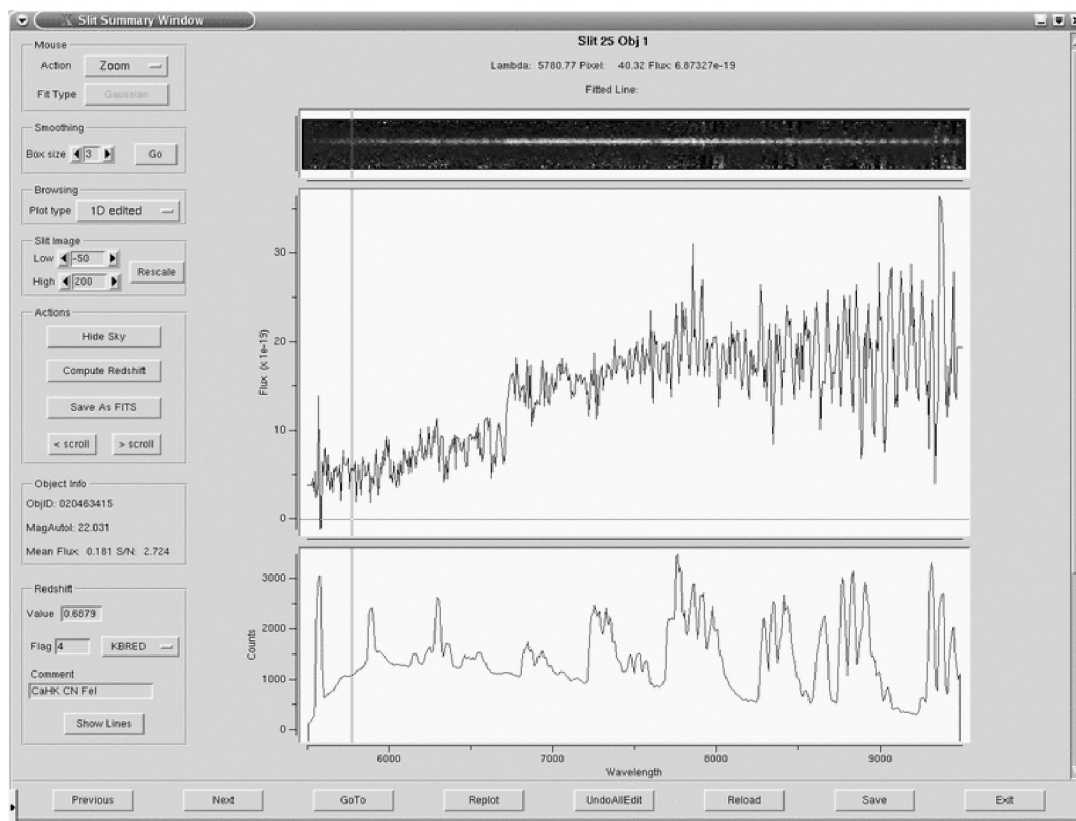 X Slit Summary Window
Mouse
Action Zoom
Fit Type Gaussian
Smoothing
Box size 3 Go
Browsing
Plot type 1D edited
Slit Image
Low -50
High 200
Rescale
Actions
Hide Sky
Compute Redshift
Save As FITS
< scroll > scroll
Object Info
ObjID: 020463415
MagAutoI: 22.031
Mean Flux: 0.181 S/N: 2.724
Redshift
Value 0.6879
Flag 4 KBRED
Comment
CaHK CN FeI
Show Lines
Slit 25 Obj 1
Lambda: 5780.77 Pixel: 40.32 Flux: 6.87327e-19
Fitted Line:
Flux (x 1e-19)
30
20
10
0
Counts
3000
2000
1000
0
6000 7000 8000 9000
Wavelength
Previous Next GoTo Replot UndoAllEdit Reload Save Exit